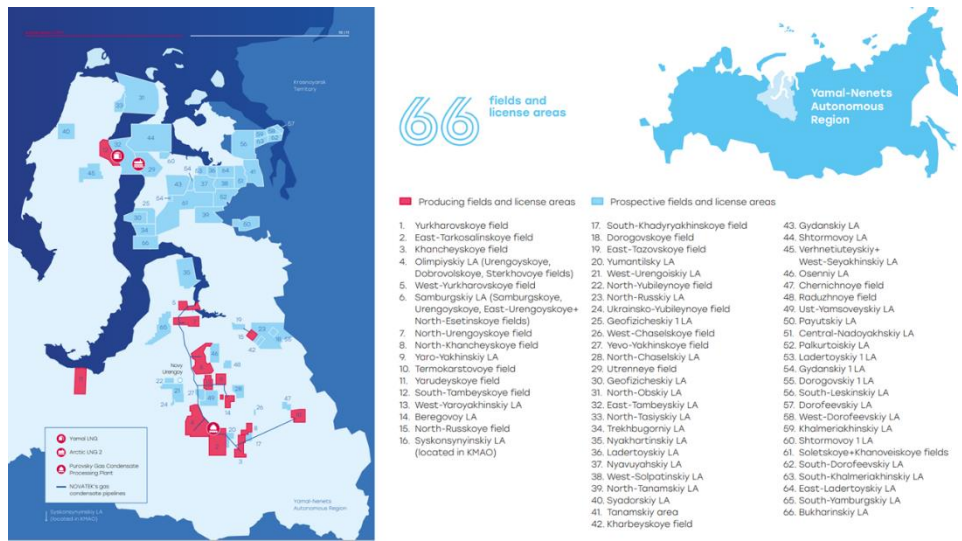 Krasnoyarsk
Territory
Novy
Urengoy
Yamal LNG
Arctic LNG 2
Purovsky Gas Condensate
Processing Plant
NOVATEK's gas
condensate pipelines
Syskonsyninskiy LA
(located in KMAO)
Yamal-Nenets
Autonomous Region
66
fields and
license areas
Yamal-Nenets
Autonomous
Region
Producing fields and license areas
Prospective fields and license areas
1. Yurkharovskoye field
2. East-Tarkosalinskoye field
3. Khancheyskoye field
4. Olimpiyskiy LA (Urengoyskoye,
Dobrovolskoye, Sterkhovoye fields)
5. West-Yurkharovskoye field
6. Samburgskiy LA (Samburgskoye,
Urengoyskoye, East-Urengoyskoye+
North-Esetinskoye fields)
7. North-Urengoyskoye field
8. North-Khancheyskoye field
9. Yaro-Yakhinskiy LA
10. Termokarstovoye field
11. Yarudeyskoye field
12. South-Tambeyskoye field
13. West-Yaroyakhinskiy LA
14. Beregovoy LA
15. North-Russkoye field
16. Syskonsyninskiy LA
(located in KMAO)
17. South-Khadyryakhinskoye field
18. Dorogovskoye field
19. East-Tazovskoye field
20. Yumantilsky LA
21. West-Urengoiskiy LA
22. North-Yubileynoye field
23. North-Russkiy LA
24. Ukrainsko-Yubileynoye field
25. Geofizicheskiy 1 LA
26. West-Chaselskoye field
27. Yevo-Yakhinskoye field
28. North-Chaselskiy LA
29. Utrenneye field
30. Geofizicheskiy LA
31. North-Obskiy LA
32. East-Tambeyskiy LA
33. North-Tasiyskiy LA
34. Trekhbugorniy LA
35. Nyakhartinskiy LA
36. Ladertoyskiy LA
37. Nyavuyahskiy LA
38. West-Solpatinskiy LA
39. North-Tanamskiy LA
40. Syadorskiy LA
41. Tanamskiy area
42. Kharbeyskoye field
43. Gydanskiy LA
44. Shtormovoy LA
45. Verhnetiuteyskiy+
West-Seyakhinskiy LA
46. Osenniy LA
47. Chernichnoye field
48. Raduzhnoye field
49. Ust-Yamsoveyskiy LA
50. Payutskiy LA
51. Central-Nadoyakhskiy LA
52. Palkurtoiskiy LA
53. Ladertoyskiy 1 LA
54. Gydanskiy 1 LA
55. Dorogovskiy 1 LA
56. South-Leskinskiy LA
57. Dorofeevskiy LA
58. West-Dorofeevskiy LA
59. Khalmeriakhinskiy LA
60. Shtormovoy 1 LA
61. Soletskoye+Khanoveiskoye fields
62. South-Dorofeevskiy LA
63. South-Khalmeriakhinskiy LA
64. East-Ladertoyskiy LA
65. South-Yamburgskiy LA
66. Bukharinskiy LA